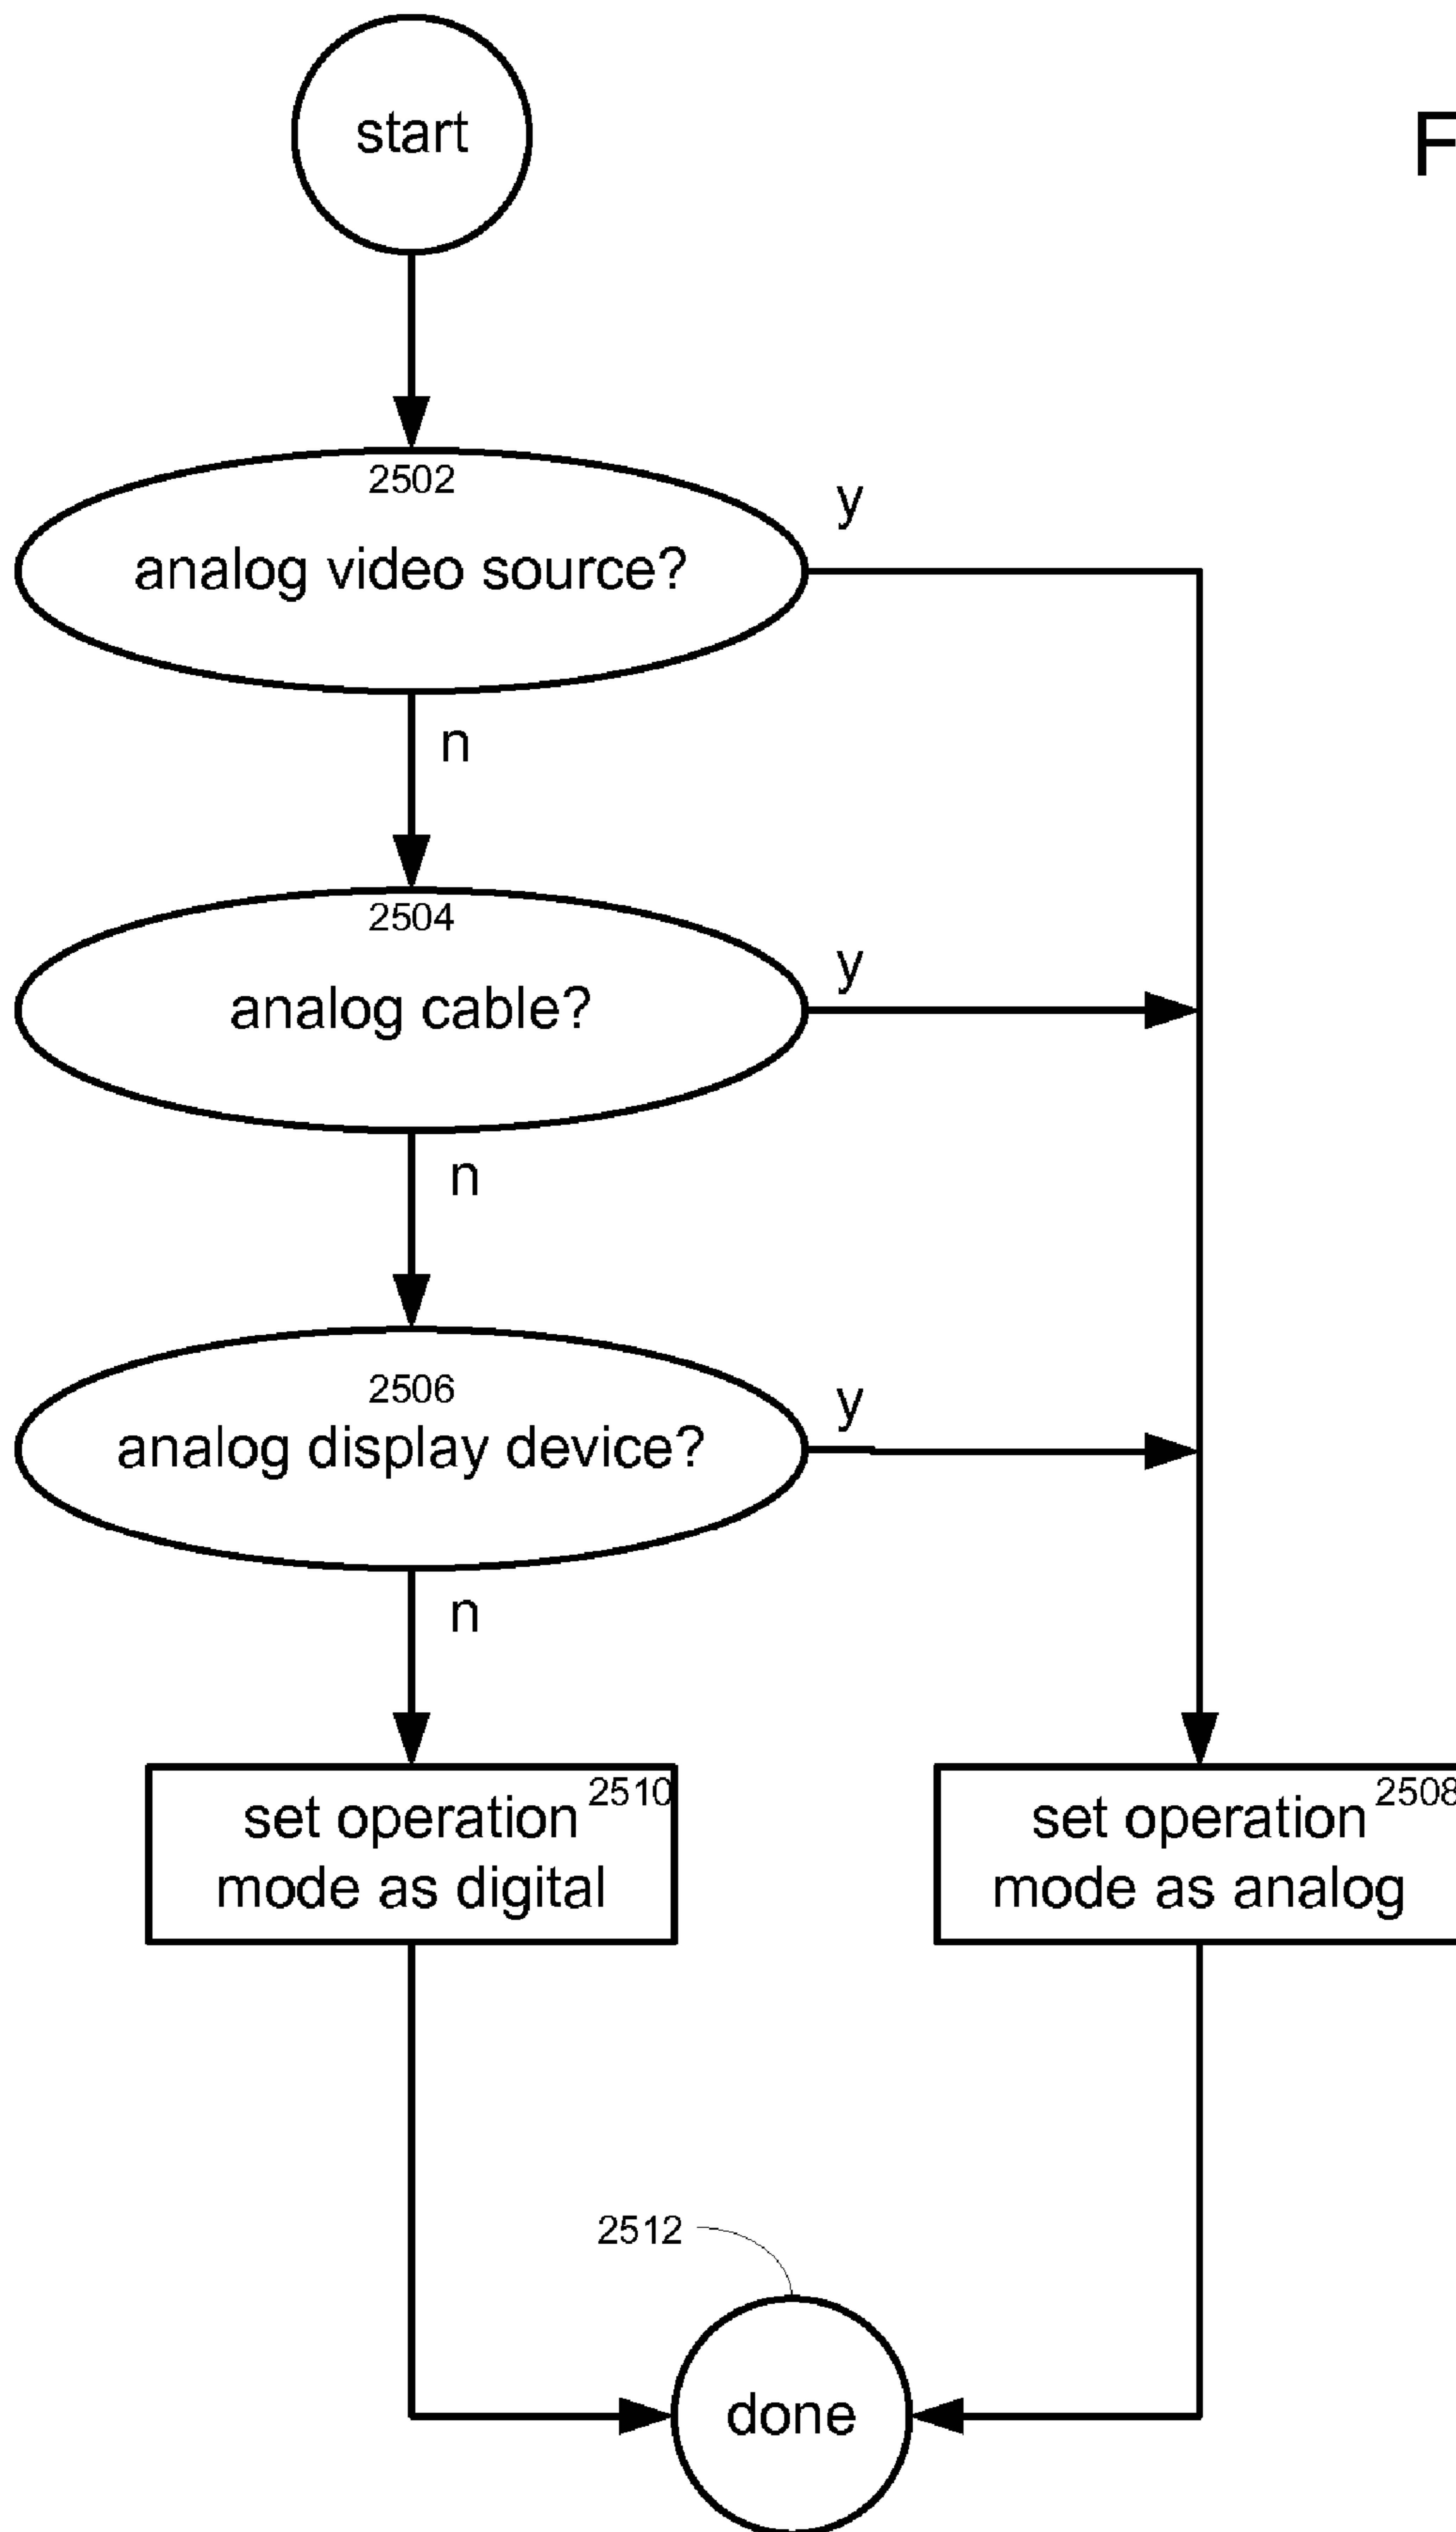 start
F
2502
analog video source?
y
n
2504
analog cable?
y
n
2506
analog display device?
y
n
2510
set operation
mode as digital
2508
set operation
mode as analog
2512
done